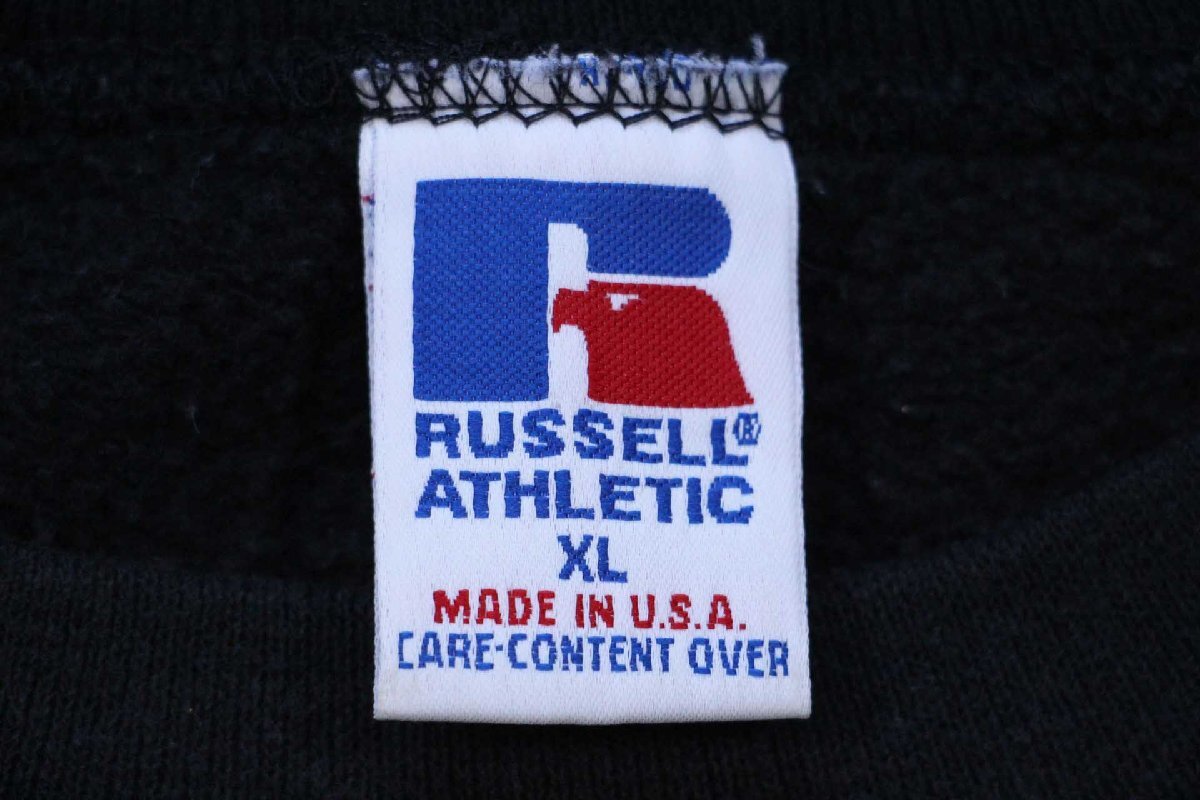 R
RUSSELL®
ATHLETIC
XL
MADE IN U.S.A.
CARE-CONTENT OVER